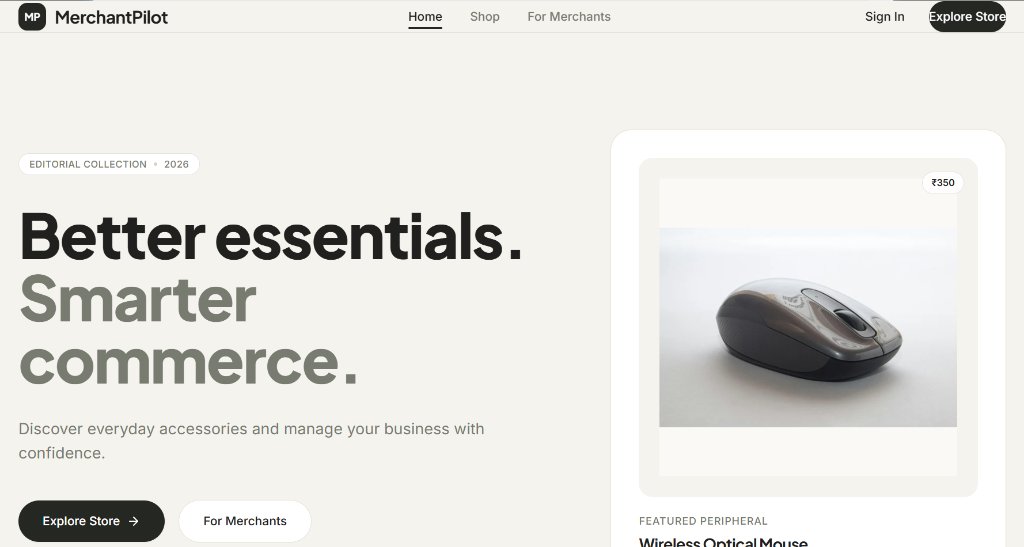 MP MerchantPilot
Home Shop For Merchants
Sign In Explore Store
EDITORIAL COLLECTION • 2026
Better essentials.
Smarter
commerce.
Discover everyday accessories and manage your business with
confidence.
Explore Store →
For Merchants
₹350
FEATURED PERIPHERAL
Wireless Optical Mouse